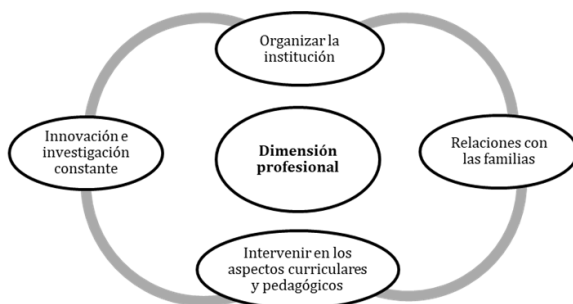 Organizar la
institución
Innovación e
investigación
constante
Dimensión
profesional
Relaciones con
las familias
Intervenir en los
aspectos curriculares
y pedagógicos